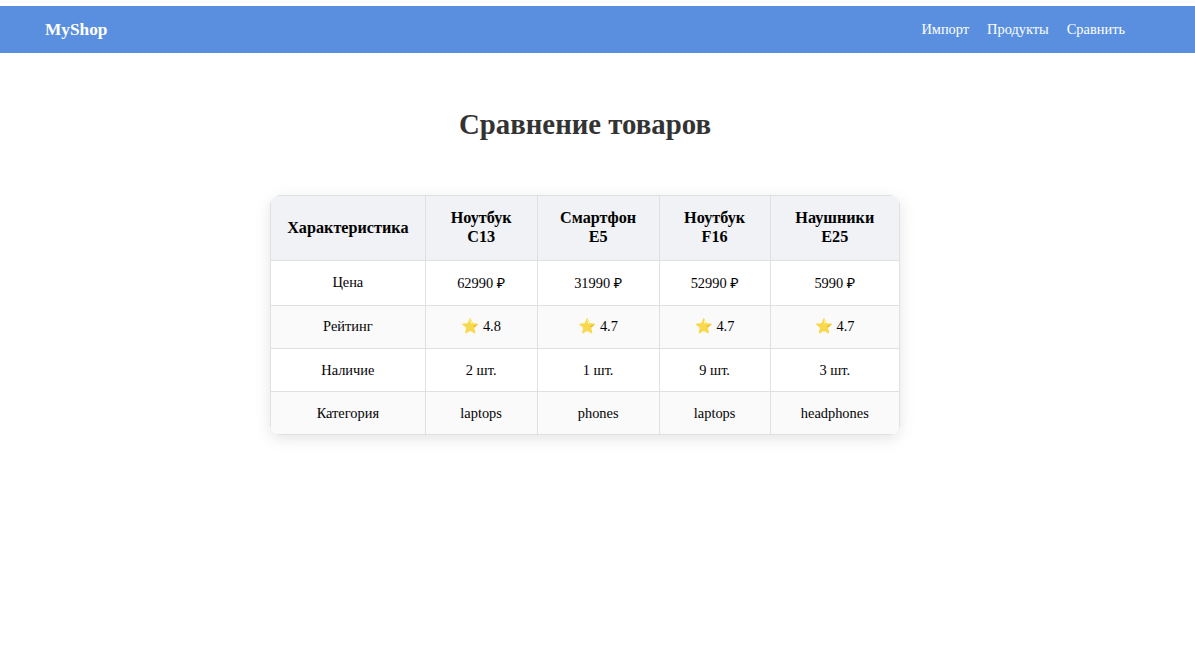 MyShop Импорт Продукты Сравнить
Сравнение товаров
Характеристика Ноутбук C13 Смартфон E5 Ноутбук F16 Наушники E25
Цена 62990 ₽ 31990 ₽ 52990 ₽ 5990 ₽
Рейтинг ⭐ 4.8 ⭐ 4.7 ⭐ 4.7 ⭐ 4.7
Наличие 2 шт. 1 шт. 9 шт. 3 шт.
Категория laptops phones laptops headphones